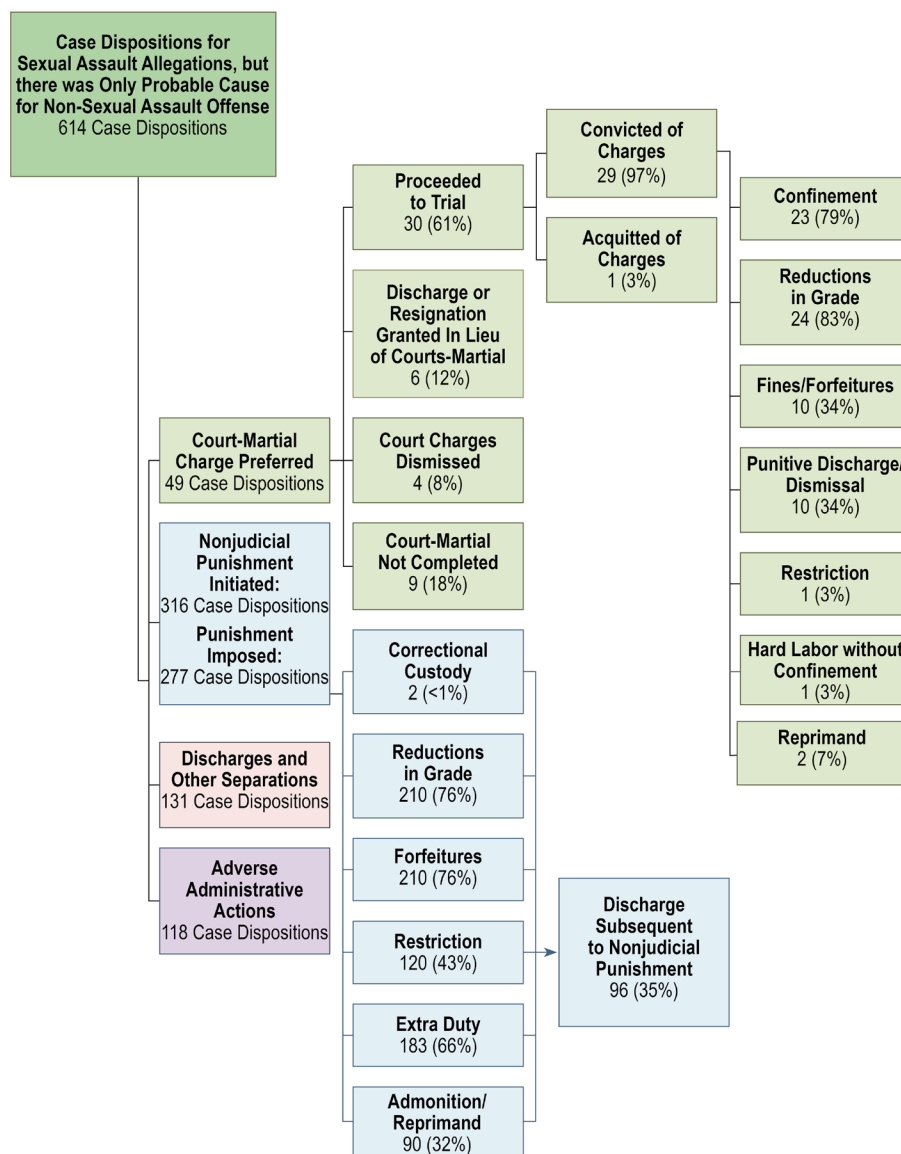 Case Dispositions for
Sexual Assault Allegations, but
there was Only Probable Cause
for Non-Sexual Assault Offense
614 Case Dispositions
Court-Martial
Charge Preferred
49 Case Dispositions
Nonjudicial
Punishment
Initiated:
316 Case Dispositions
Punishment
Imposed:
277 Case Dispositions
Discharges and
Other Separations
131 Case Dispositions
Adverse
Administrative
Actions
118 Case Dispositions
Proceeded
to Trial
30 (61%)
Discharge or
Resignation
Granted In Lieu
of Courts-Martial
6 (12%)
Court Charges
Dismissed
4 (8%)
Court-Martial
Not Completed
9 (18%)
Correctional
Custody
2 (<1%)
Reductions
in Grade
210 (76%)
Forfeitures
210 (76%)
Restriction
120 (43%)
Extra Duty
183 (66%)
Admonition/
Reprimand
90 (32%)
Convicted of
Charges
29 (97%)
Acquitted of
Charges
1 (3%)
Discharge
Subsequent
to Nonjudicial
Punishment
96 (35%)
Confinement
23 (79%)
Reductions
in Grade
24 (83%)
Fines/Forfeitures
10 (34%)
Punitive Discharge/
Dismissal
10 (34%)
Restriction
1 (3%)
Hard Labor without
Confinement
1 (3%)
Reprimand
2 (7%)